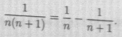 1/(n(n+1)) = 1/n − 1/(n+1).